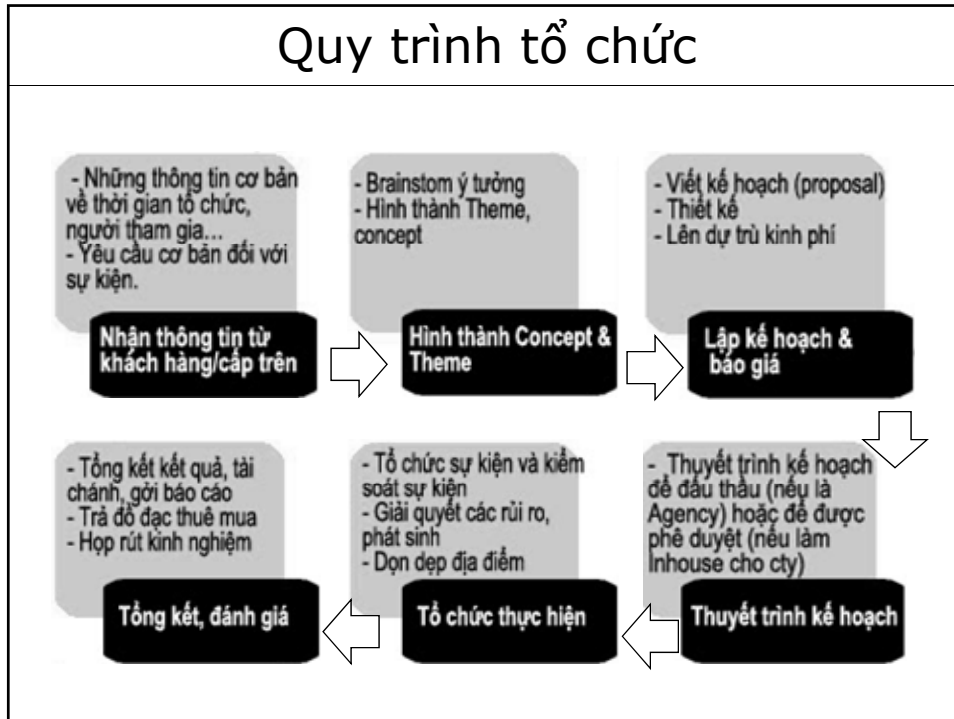 Quy trình tổ chức
- Những thông tin cơ bản
về thời gian tổ chức,
người tham gia...
- Yêu cầu cơ bản đối với
sự kiện.
Nhận thông tin từ
khách hàng/cấp trên
- Brainstom ý tưởng
- Hình thành Theme,
concept
Hình thành Concept &
Theme
- Viết kế hoạch (proposal)
- Thiết kế
- Lên dự trù kinh phí
Lập kế hoạch &
báo giá
- Thuyết trình kế hoạch
để đấu thầu (nếu là
Agency) hoặc để được
phê duyệt (nếu làm
Inhouse cho cty)
Thuyết trình kế hoạch
- Tổ chức sự kiện và kiểm
soát sự kiện
- Giải quyết các rủi ro,
phát sinh
- Dọn dẹp địa điểm
Tổ chức thực hiện
- Tổng kết kết quả, tài
chánh, gởi báo cáo
- Trả đồ đạc thuê mua
- Họp rút kinh nghiệm
Tổng kết, đánh giá